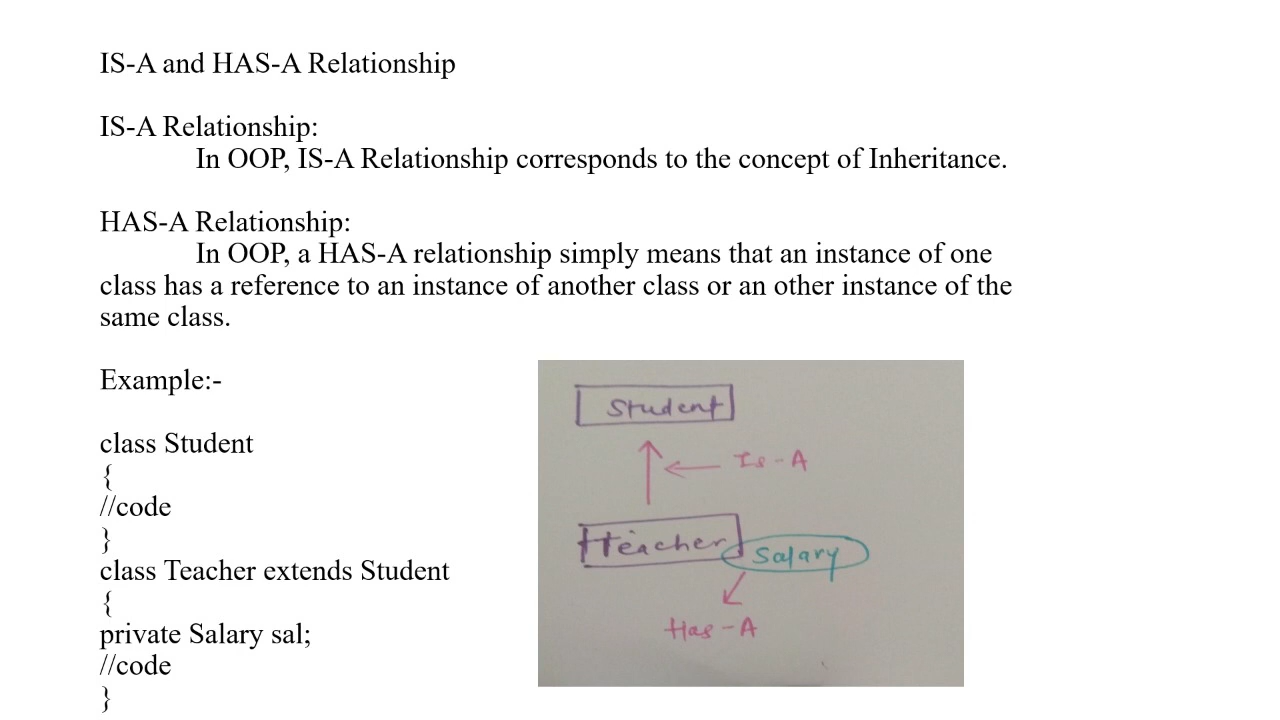 IS-A and HAS-A Relationship
IS-A Relationship:
In OOP, IS-A Relationship corresponds to the concept of Inheritance.
HAS-A Relationship:
In OOP, a HAS-A relationship simply means that an instance of one
class has a reference to an instance of another class or an other instance of the
same class.
Example:-
class Student
{
//code
}
class Teacher extends Student
{
private Salary sal;
//code
}
Student
Is-A
Teacher
Salary
Has-A